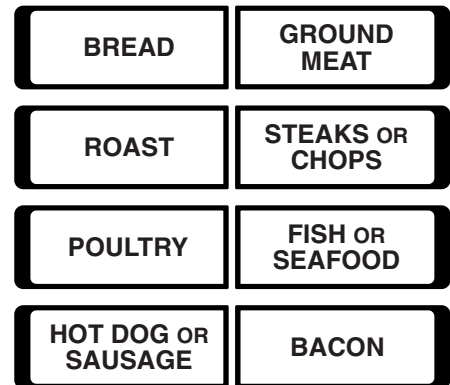 BREAD
GROUND
MEAT
ROAST
STEAKS OR
CHOPS
POULTRY
FISH OR
SEAFOOD
HOT DOG OR
SAUSAGE
BACON